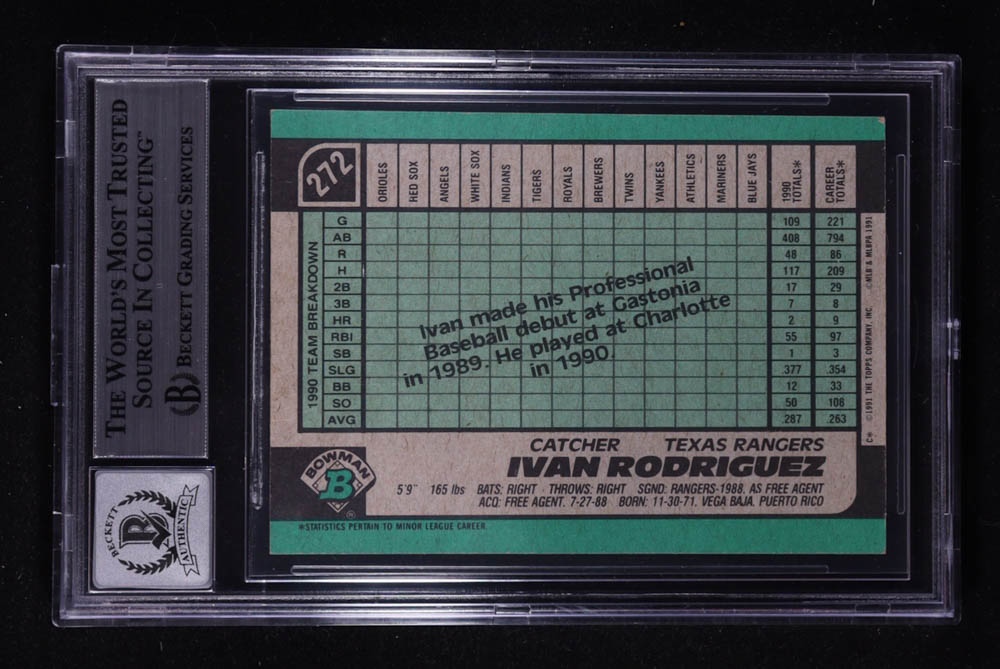 THE WORLD'S MOST TRUSTED
SOURCE IN COLLECTING™
BECKETT GRADING SERVICES
BECKETT
AUTHENTIC
272
ORIOLES
RED SOX
ANGELS
WHITE SOX
INDIANS
TIGERS
ROYALS
BREWERS
TWINS
YANKEES
ATHLETICS
MARINERS
BLUE JAYS
1990 TOTALS*
CAREER TOTALS*
1990 TEAM BREAKDOWN
G 109 221
AB 408 794
R 48 86
H 117 209
2B 17 29
3B 7 8
HR 2 9
RBI 55 97
SB 1 3
SLG .377 .354
BB 12 33
SO 50 108
AVG .287 .263
Ivan made his Professional
Baseball debut at Gastonia
in 1989. He played at Charlotte
in 1990.
C* ©1991 THE TOPPS COMPANY, INC. ©MLB & MLBPA 1991
BOWMAN
B
CATCHER TEXAS RANGERS
IVAN RODRIGUEZ
5'9" 165 lbs BATS: RIGHT THROWS: RIGHT SGND: RANGERS-1988, AS FREE AGENT
ACQ: FREE AGENT, 7-27-88 BORN: 11-30-71, VEGA BAJA, PUERTO RICO
*STATISTICS PERTAIN TO MINOR LEAGUE CAREER.